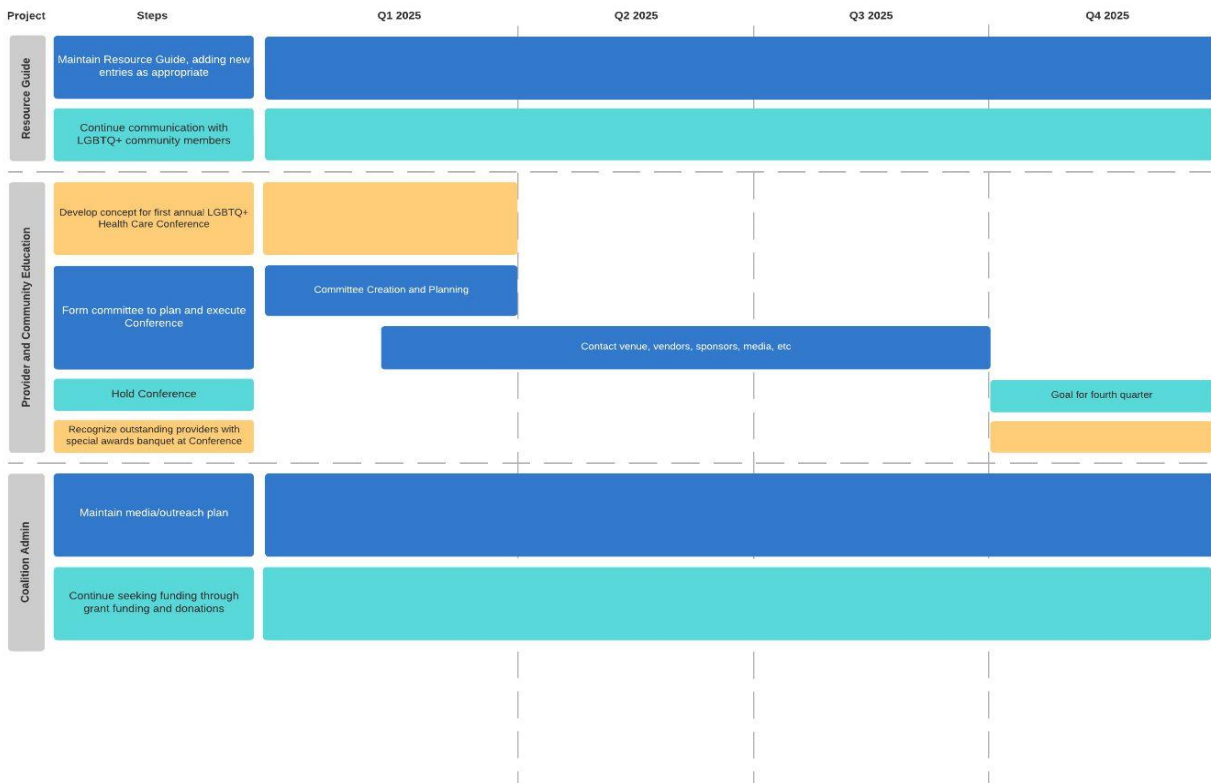 Project Steps Q1 2025 Q2 2025 Q3 2025 Q4 2025
Resource Guide
Maintain Resource Guide, adding new
entries as appropriate
Continue communication with
LGBTQ+ community members
Provider and Community Education
Develop concept for first annual LGBTQ+
Health Care Conference
Form committee to plan and execute
Conference
Committee Creation and Planning
Contact venue, vendors, sponsors, media, etc
Hold Conference
Goal for fourth quarter
Recognize outstanding providers with
special awards banquet at Conference
Coalition Admin
Maintain media/outreach plan
Continue seeking funding through
grant funding and donations